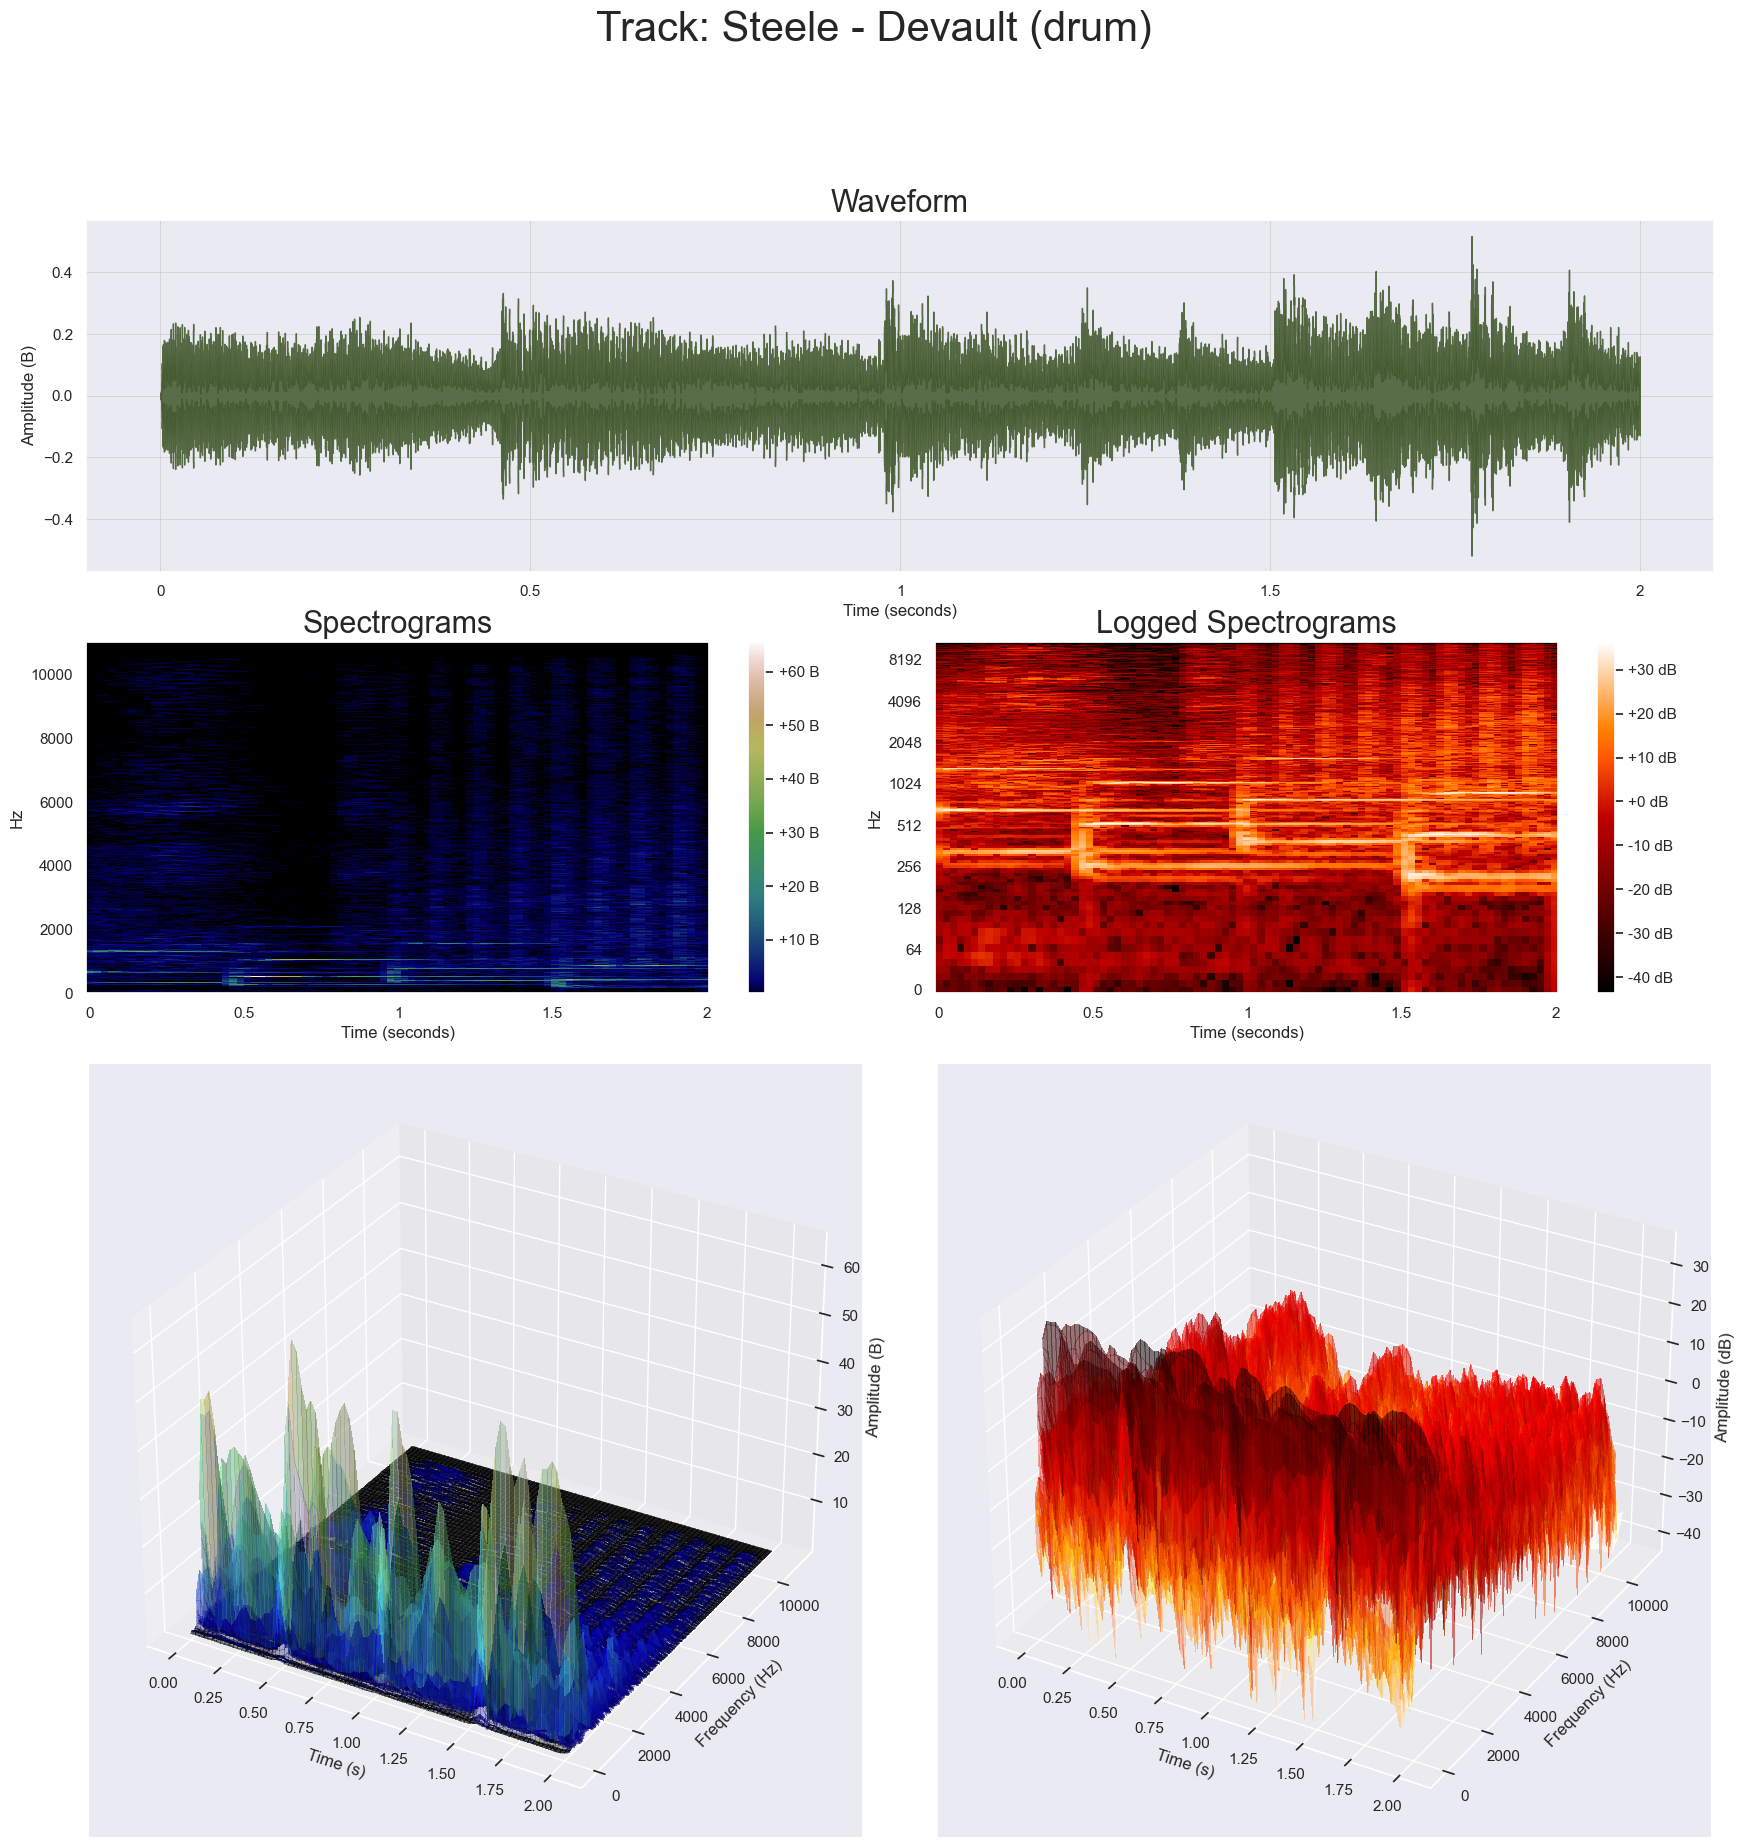 Track: Steele - Devault (drum)
Waveform
Amplitude (B)
0.4
0.2
0.0
−0.2
−0.4
0 0.5 1 1.5 2
Time (seconds)
Spectrograms
Hz
10000
8000
6000
4000
2000
0
0 0.5 1 1.5 2
Time (seconds)
+60 B
+50 B
+40 B
+30 B
+20 B
+10 B
Logged Spectrograms
Hz
8192
4096
2048
1024
512
256
128
64
0
0 0.5 1 1.5 2
Time (seconds)
+30 dB
+20 dB
+10 dB
+0 dB
-10 dB
-20 dB
-30 dB
-40 dB
60
50
40
30
20
10
Amplitude (B)
10000
8000
6000
4000
2000
0
Frequency (Hz)
0.00
0.25
0.50
0.75
1.00
1.25
1.50
1.75
2.00
Time (s)
30
20
10
0
−10
−20
−30
−40
Amplitude (dB)
10000
8000
6000
4000
2000
0
Frequency (Hz)
0.00
0.25
0.50
0.75
1.00
1.25
1.50
1.75
2.00
Time (s)